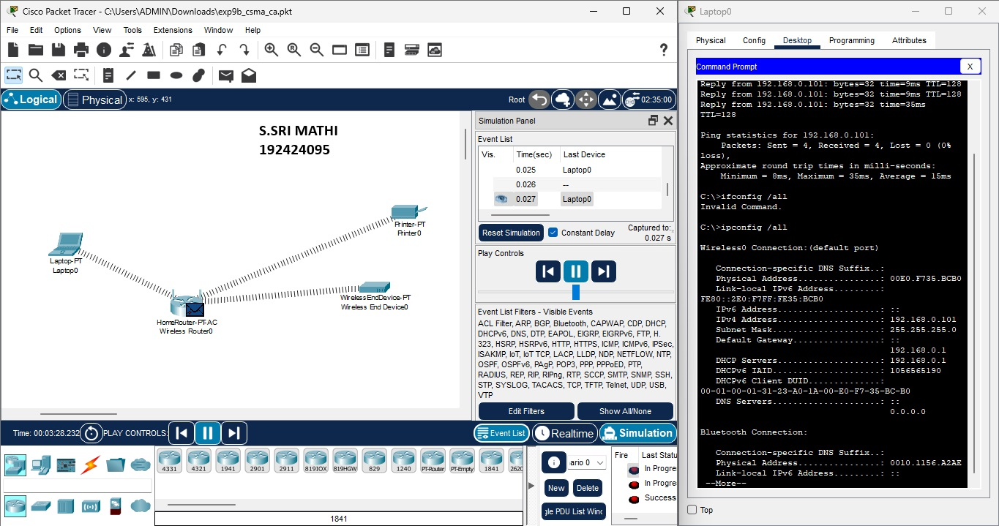 Cisco Packet Tracer - C:\Users\ADMIN\Downloads\exp9b_csma_ca.pkt
File Edit Options View Tools Extensions Window Help
?
Logical Physical x: 595, y: 431
Root 02:35:00
S.SRI MATHI
192424095
Printer-PT
Printer0
Laptop-PT
Laptop0
WirelessEndDevice-PT
Wireless End Device0
HomeRouter-PT-AC
Wireless Router0
Simulation Panel
Event List
Vis. Time(sec) Last Device
0.025 Laptop0
0.026 --
0.027 Laptop0
Reset Simulation Constant Delay Captured to:
0.027 s
Play Controls
Event List Filters - Visible Events
ACL Filter, ARP, BGP, Bluetooth, CAPWAP, CDP, DHCP,
DHCPv6, DNS, DTP, EAPOL, EIGRP, EIGRPv6, FTP, H.
323, HSRP, HSRPv6, HTTP, HTTPS, ICMP, ICMPv6, IPSec,
ISAKMP, IoT, IoT TCP, LACP, LLDP, NDP, NETFLOW, NTP,
OSPF, OSPFv6, PAgP, POP3, PPP, PPPoED, PTP,
RADIUS, REP, RIP, RIPng, RTP, SCCP, SMTP, SNMP, SSH,
STP, SYSLOG, TACACS, TCP, TFTP, Telnet, UDP, USB,
VTP
Edit Filters Show All/None
Time: 00:03:28.232 PLAY CONTROLS:
Event List Realtime Simulation
4331 4321 1941 2901 2911 819IOX 819HGW 829 1240 PT-Router PT-Empty 1841 2620
1841
ario 0
New Delete
gle PDU List Wind
Fire Last Statu
In Progre
In Progre
Success
Laptop0
Physical Config Desktop Programming Attributes
Command Prompt X
Reply from 192.168.0.101: bytes=32 time=9ms TTL=128
Reply from 192.168.0.101: bytes=32 time=9ms TTL=128
Reply from 192.168.0.101: bytes=32 time=35ms
TTL=128
Ping statistics for 192.168.0.101:
Packets: Sent = 4, Received = 4, Lost = 0 (0%
loss),
Approximate round trip times in milli-seconds:
Minimum = 8ms, Maximum = 35ms, Average = 15ms
C:\>ifconfig /all
Invalid Command.
C:\>ipconfig /all
Wireless0 Connection:(default port)
Connection-specific DNS Suffix..:
Physical Address................: 00E0.F735.BCB0
Link-local IPv6 Address.........:
FE80::2E0:F7FF:FE35:BCB0
IPv6 Address....................: ::
IPv4 Address....................: 192.168.0.101
Subnet Mask.....................: 255.255.255.0
Default Gateway.................: ::
192.168.0.1
DHCP Servers....................: 192.168.0.1
DHCPv6 IAID.....................: 1056565190
DHCPv6 Client DUID..............:
00-01-00-01-31-23-A0-1A-00-E0-F7-35-BC-B0
DNS Servers.....................: ::
0.0.0.0
Bluetooth Connection:
Connection-specific DNS Suffix..:
Physical Address................: 0010.1156.A2AE
Link-local IPv6 Address.........: ::
--More--
Top